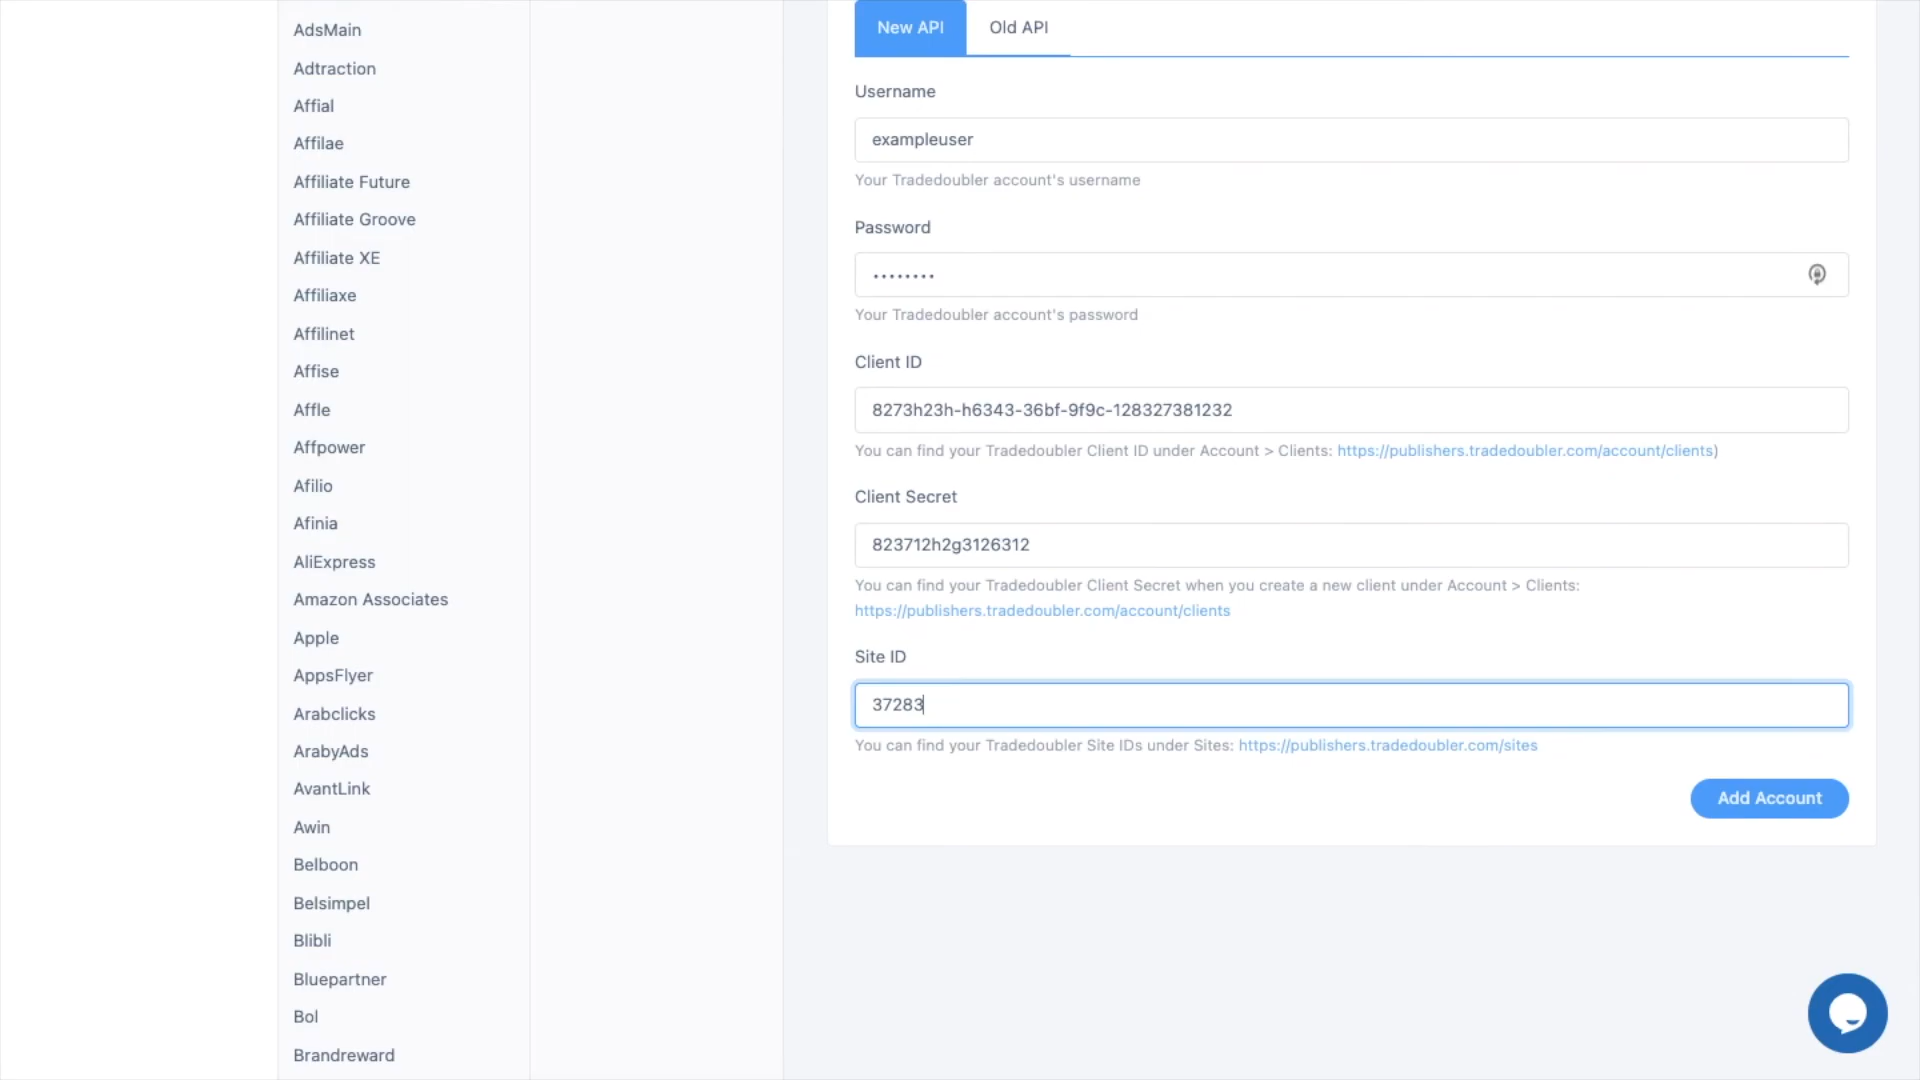 AdsMain
Adtraction
Affial
Affilae
Affiliate Future
Affiliate Groove
Affiliate XE
Affiliaxe
Affilinet
Affise
Affle
Affpower
Afilio
Afinia
AliExpress
Amazon Associates
Apple
AppsFlyer
Arabclicks
ArabyAds
AvantLink
Awin
Belboon
Belsimpel
Blibli
Bluepartner
Bol
Brandreward
New API
Old API
Username
exampleuser
Your Tradedoubler account's username
Password
••••••••
Your Tradedoubler account's password
Client ID
8273h23h-h6343-36bf-9f9c-128327381232
You can find your Tradedoubler Client ID under Account > Clients: https://publishers.tradedoubler.com/account/clients)
Client Secret
823712h2g3126312
You can find your Tradedoubler Client Secret when you create a new client under Account > Clients:
https://publishers.tradedoubler.com/account/clients
Site ID
37283
You can find your Tradedoubler Site IDs under Sites: https://publishers.tradedoubler.com/sites
Add Account